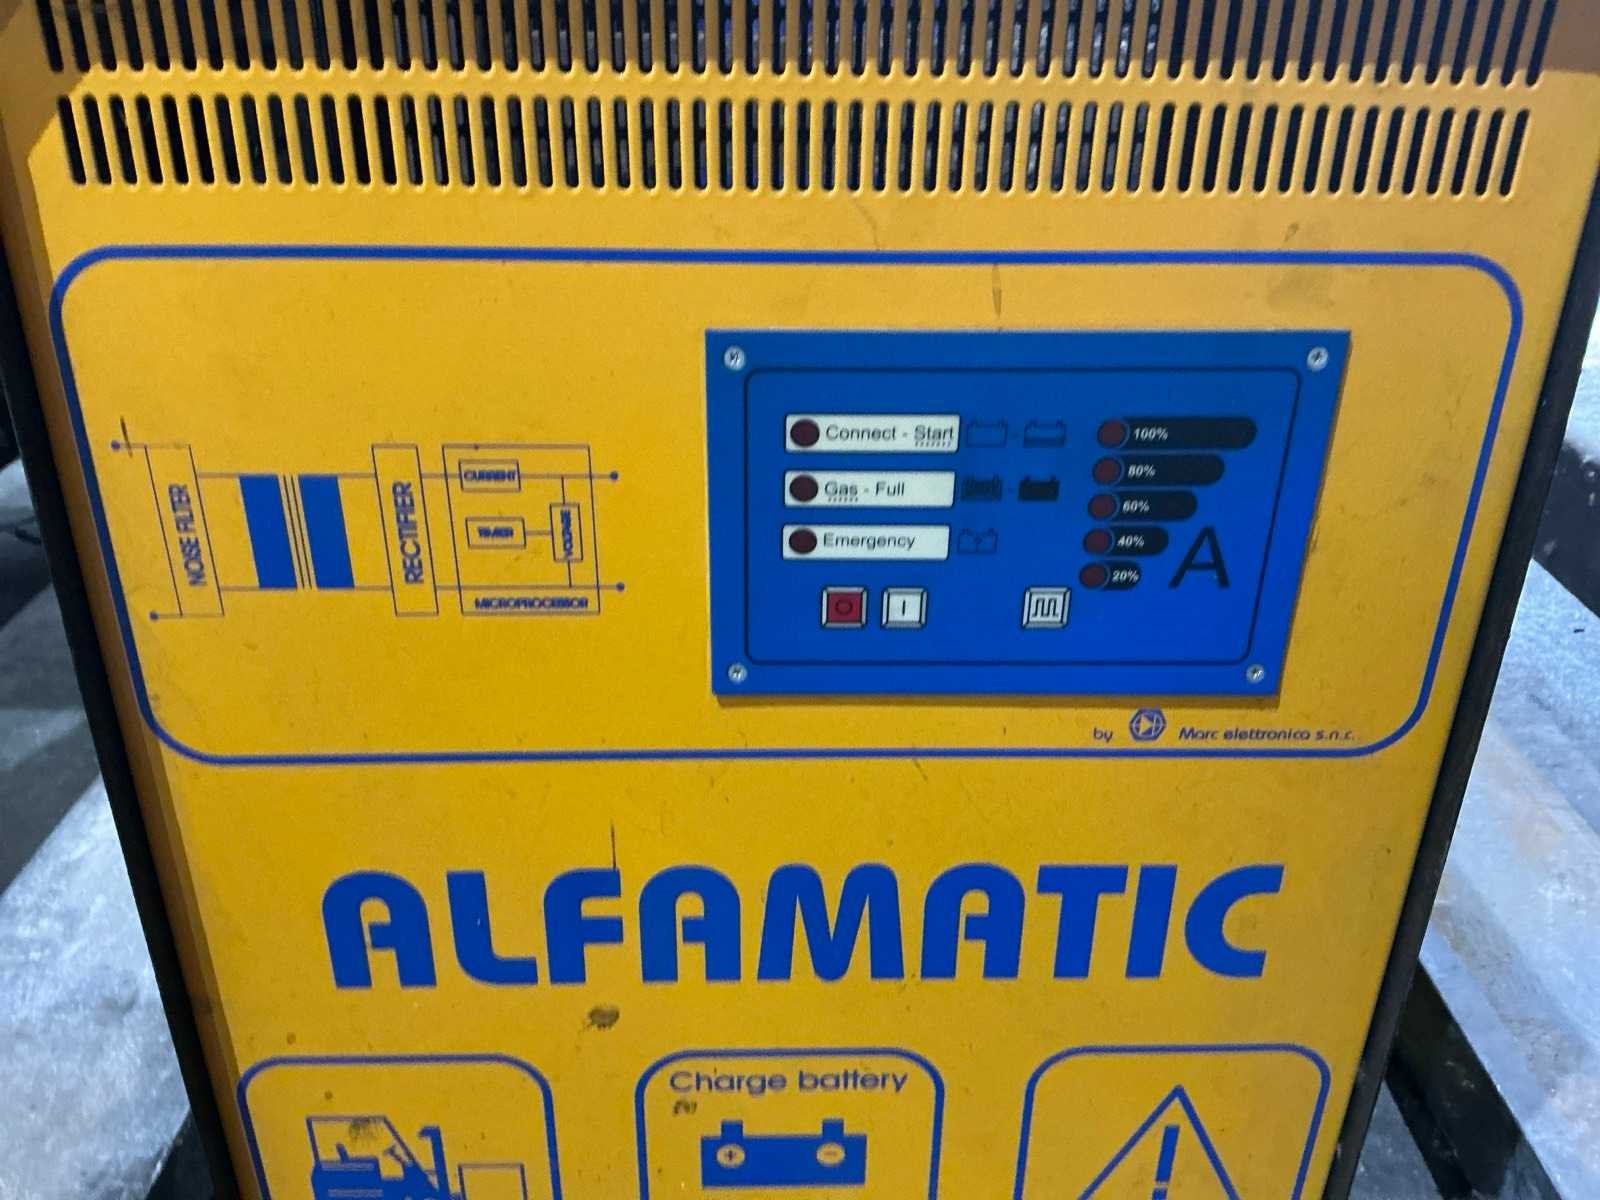 Connect - Start
Gas - Full
Emergency
100%
80%
60%
40%
20%
A
O
I
NOISE FILTER
RECTIFIER
CURRENT
TIMER
VOLTAGE
MICROPROCESSOR
by Marc elettronica s.n.c.
ALFAMATIC
Charge battery